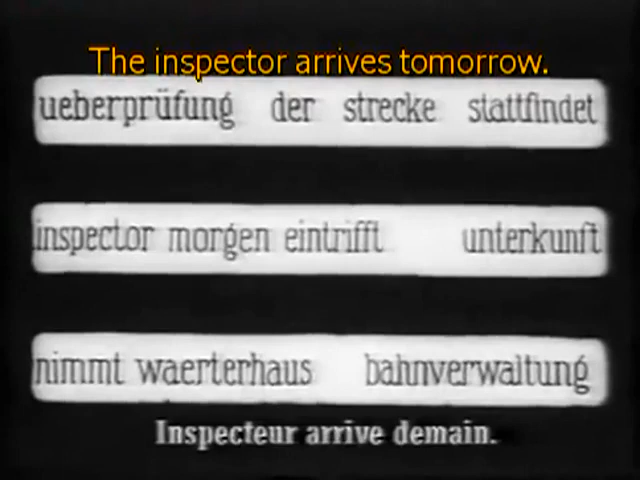 The inspector arrives tomorrow.
ueberprüfung der strecke stattfindet
inspector morgen eintrifft unterkunft
nimmt waerterhaus bahnverwaltung
Inspecteur arrive demain.